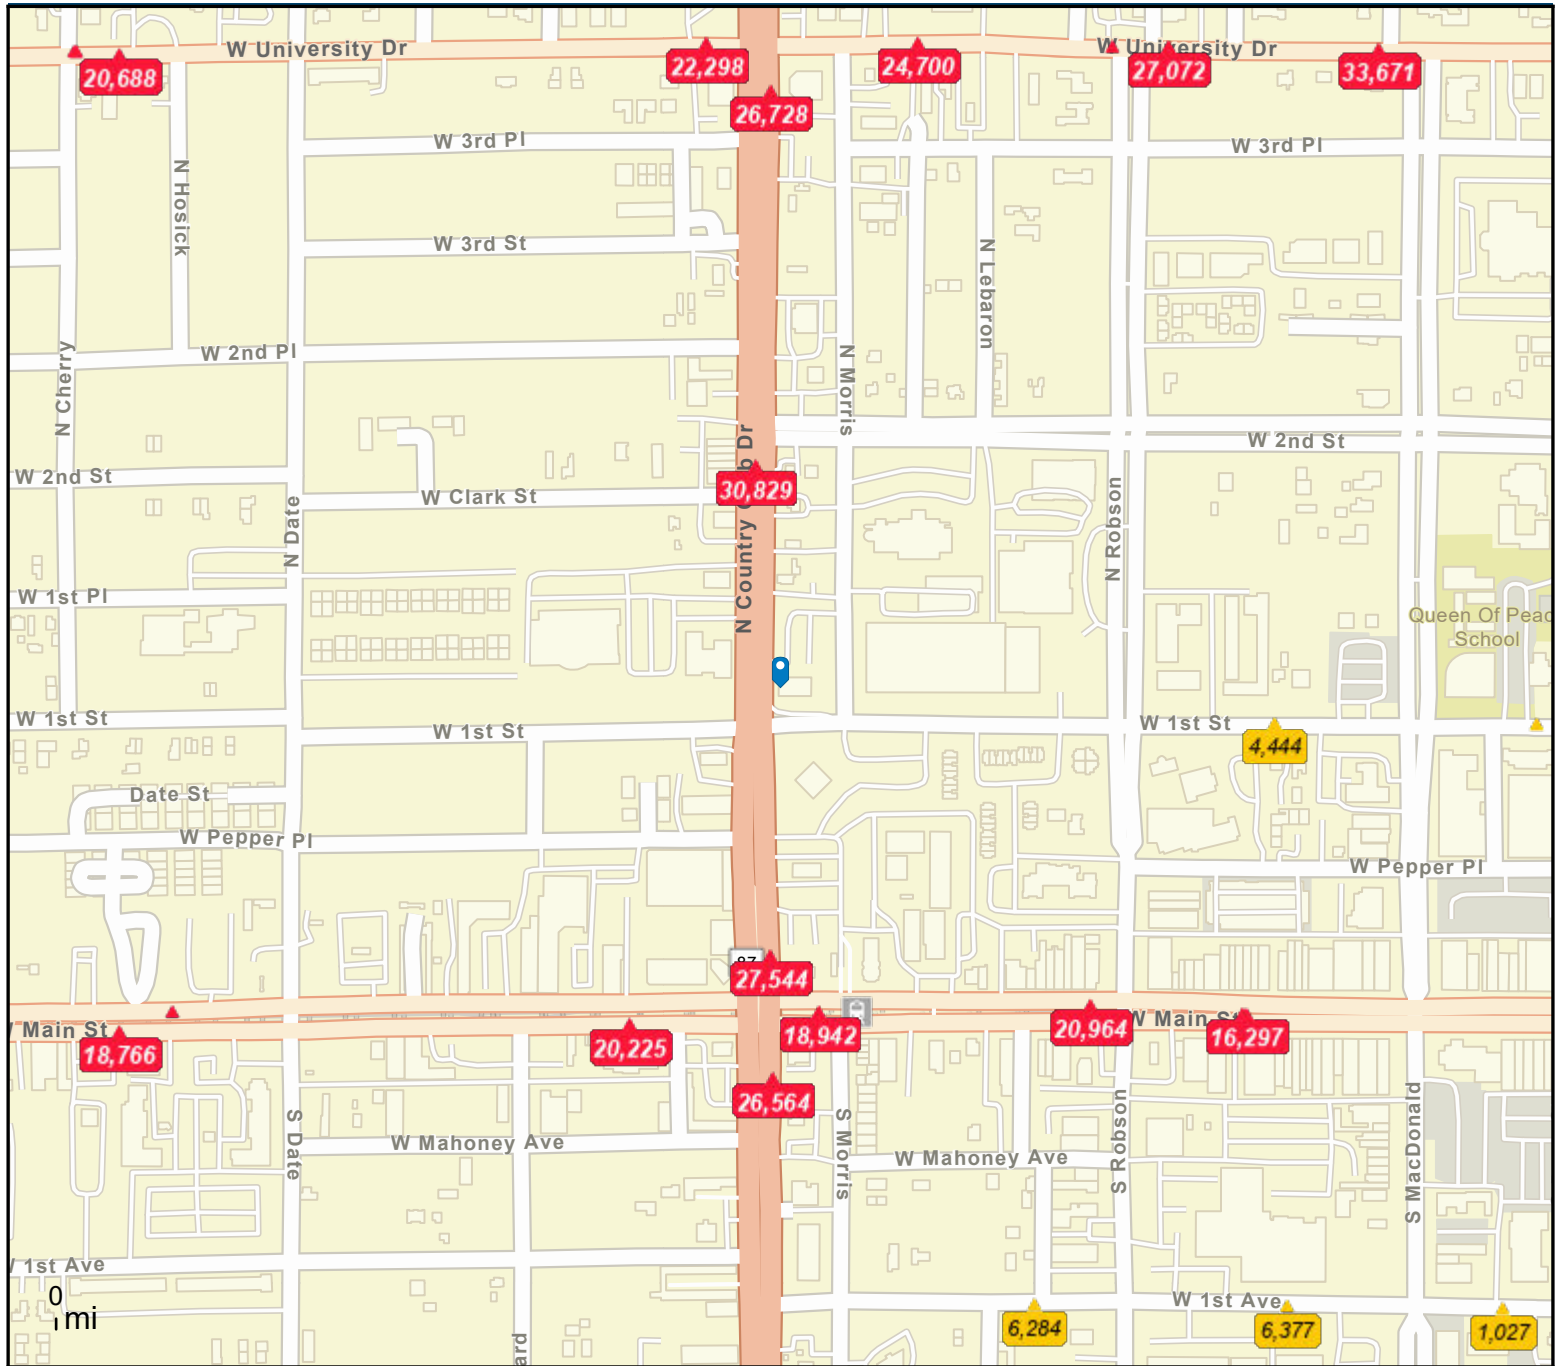 W University Dr
W University Dr
20,688
22,298
24,700
27,072
33,671
26,728
W 3rd Pl
W 3rd Pl
N Hosick
W 3rd St
N Lebaron
N Cherry
W 2nd Pl
N Morris
W 2nd St
W 2nd St
30,829
W Clark St
N Date
N Country
Dr
N Robson
W 1st Pl
Queen Of Peac
School
W 1st St
W 1st St
W 1st St
4,444
Date St
W Pepper Pl
W Pepper Pl
87
27,544
Main St
18,766
20,225
18,942
20,964
W Main St
16,297
26,564
S Date
W Mahoney Ave
S Morris
W Mahoney Ave
S Robson
S MacDonald
1st Ave
0
mi
W 1st Ave
6,284
6,377
1,027
ard